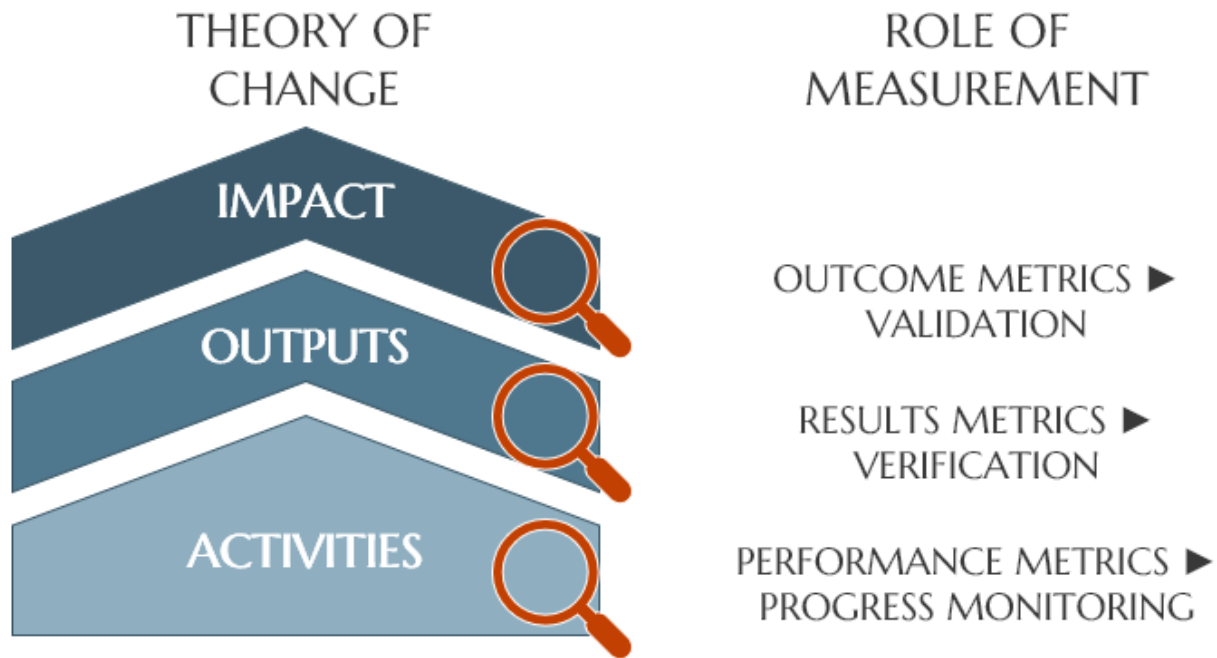 THEORY OF
CHANGE
IMPACT
OUTPUTS
ACTIVITIES
ROLE OF
MEASUREMENT
OUTCOME METRICS ►
VALIDATION
RESULTS METRICS ►
VERIFICATION
PERFORMANCE METRICS ►
PROGRESS MONITORING